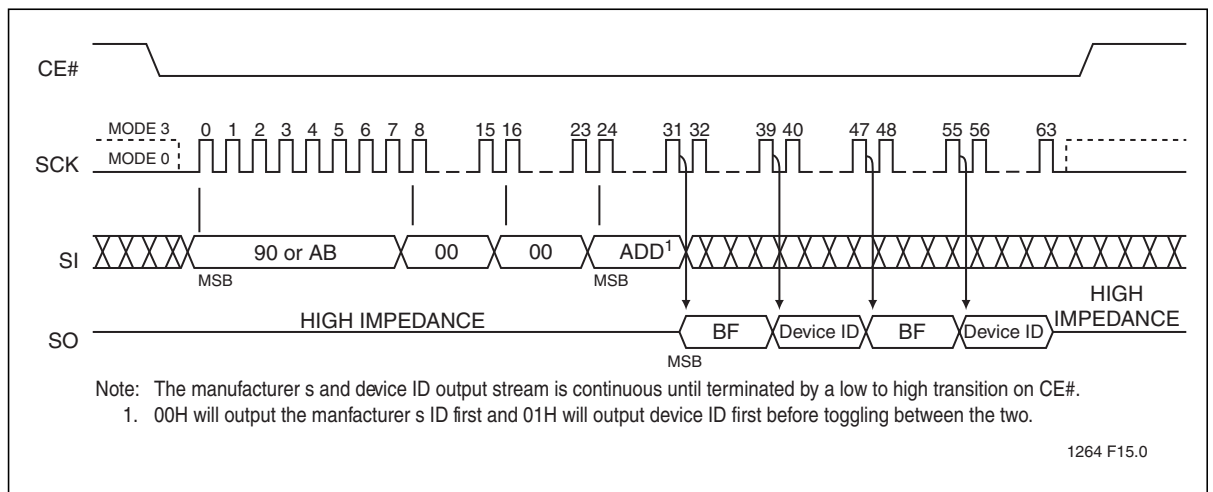 CE#
MODE 3
MODE 0
SCK
0 1 2 3 4 5 6 7 8 15 16 23 24 31 32 39 40 47 48 55 56 63
SI
90 or AB 00 00 ADD1
MSB MSB
SO
HIGH IMPEDANCE
BF Device ID BF Device ID
HIGH
IMPEDANCE
MSB
Note: The manufacturer s and device ID output stream is continuous until terminated by a low to high transition on CE#.
1. 00H will output the manfacturer s ID first and 01H will output device ID first before toggling between the two.
1264 F15.0